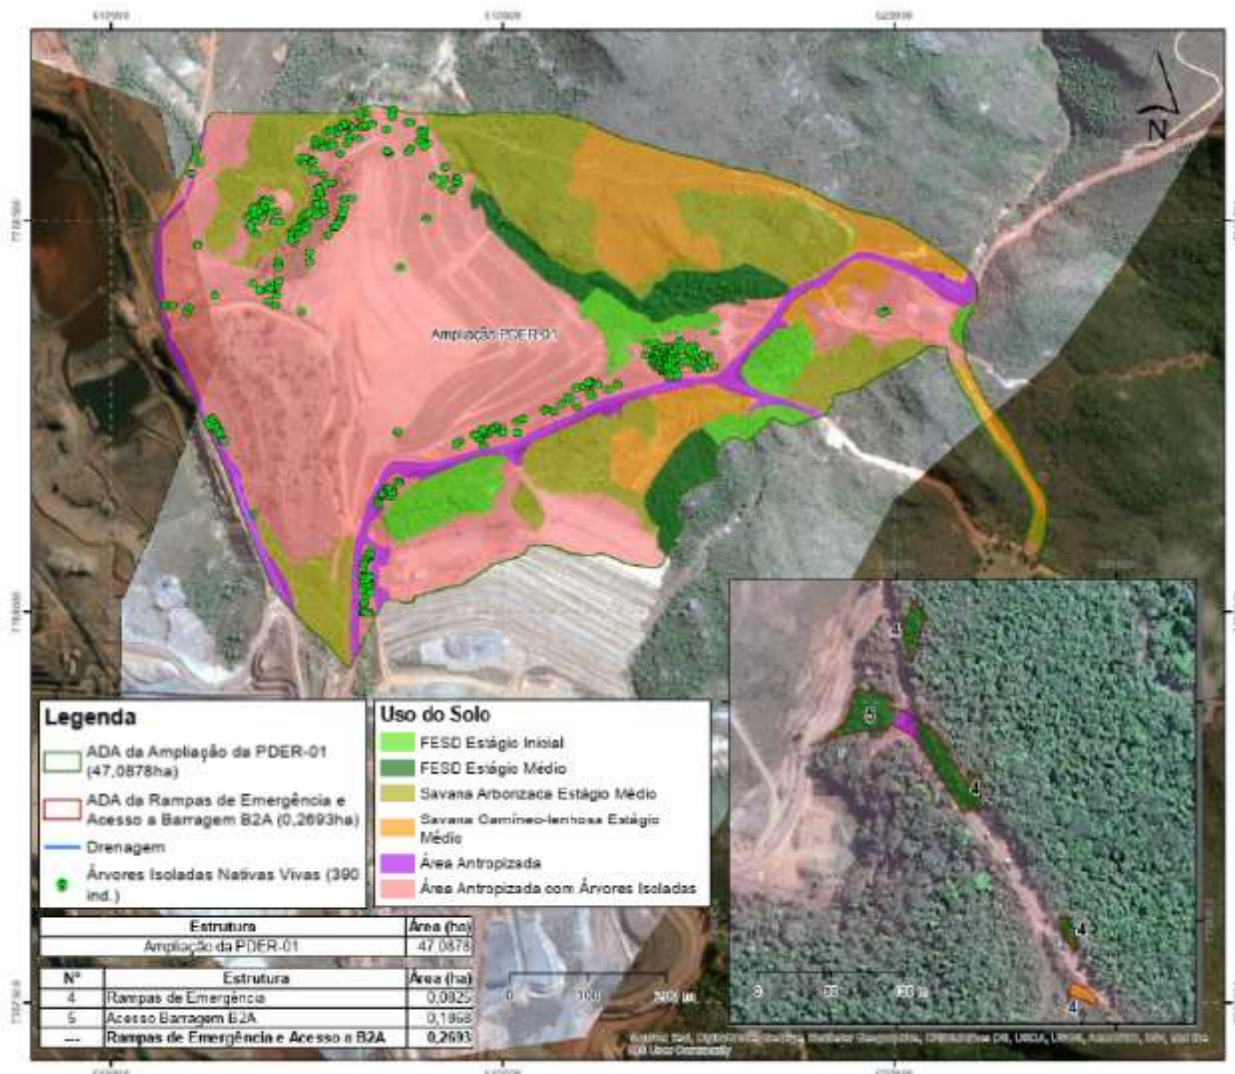 N
Ampliação PDER-01
4
5
4
4
4
Legenda
ADA da Ampliação da PDER-01
(47,0878ha)
ADA da Rampas de Emergência e
Acesso a Barragem B2A (0,2693ha)
Drenagem
Árvores Isoladas Nativas Vivas (390
ind.)
Uso do Solo
FESD Estágio Inicial
FESD Estágio Médio
Savana Arborizada Estágio Médio
Savana Gamíneo-lenhosa Estágio
Médio
Área Antropizada
Área Antropizada com Árvores Isoladas
Estrutura Área (ha)
Ampliação da PDER-01 47,0878
Nº Estrutura Área (ha)
4 Rampas de Emergência 0,0825
5 Acesso Barragem B2A 0,1868
--- Rampas de Emergência e Acesso a B2A 0,2693
0 100 200 m